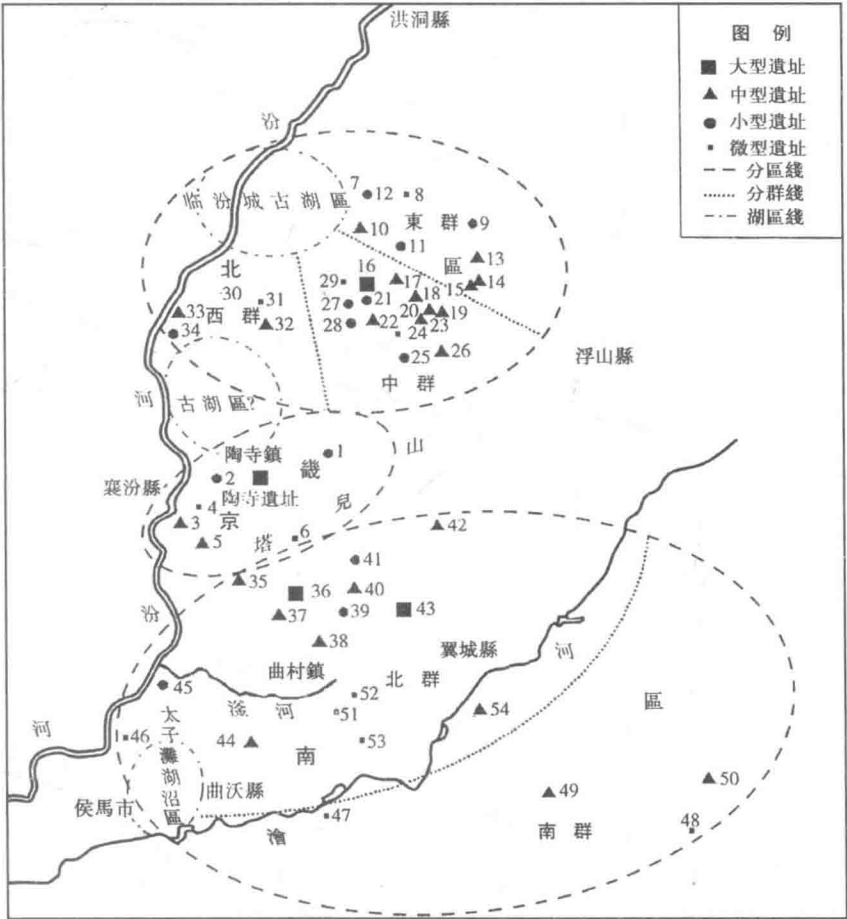 洪洞縣
图 例
大型遺址
中型遺址
小型遺址
微型遺址
分區綫
分群綫
湖區綫
汾
临汾城古湖區
7
12
8
東群
9
10
11
13
北
16
區
29
17
14
15
30
31
27
21
18
33
西群
20
19
32
28
22
23
34
24
25
26
浮山縣
中群
河
古湖區?
山
陶寺鎮
1
畿
襄汾縣
2
陶寺遺址
兒
4
3
京
42
5
塔
6
41
35
36
40
汾
37
39
43
38
翼城縣
河
曲村鎮
北群
45
52
滏河
51
54
區
河
46
太子灘湖沼區
44
南
53
50
侯馬市
曲沃縣
49
47
澮
南群
48